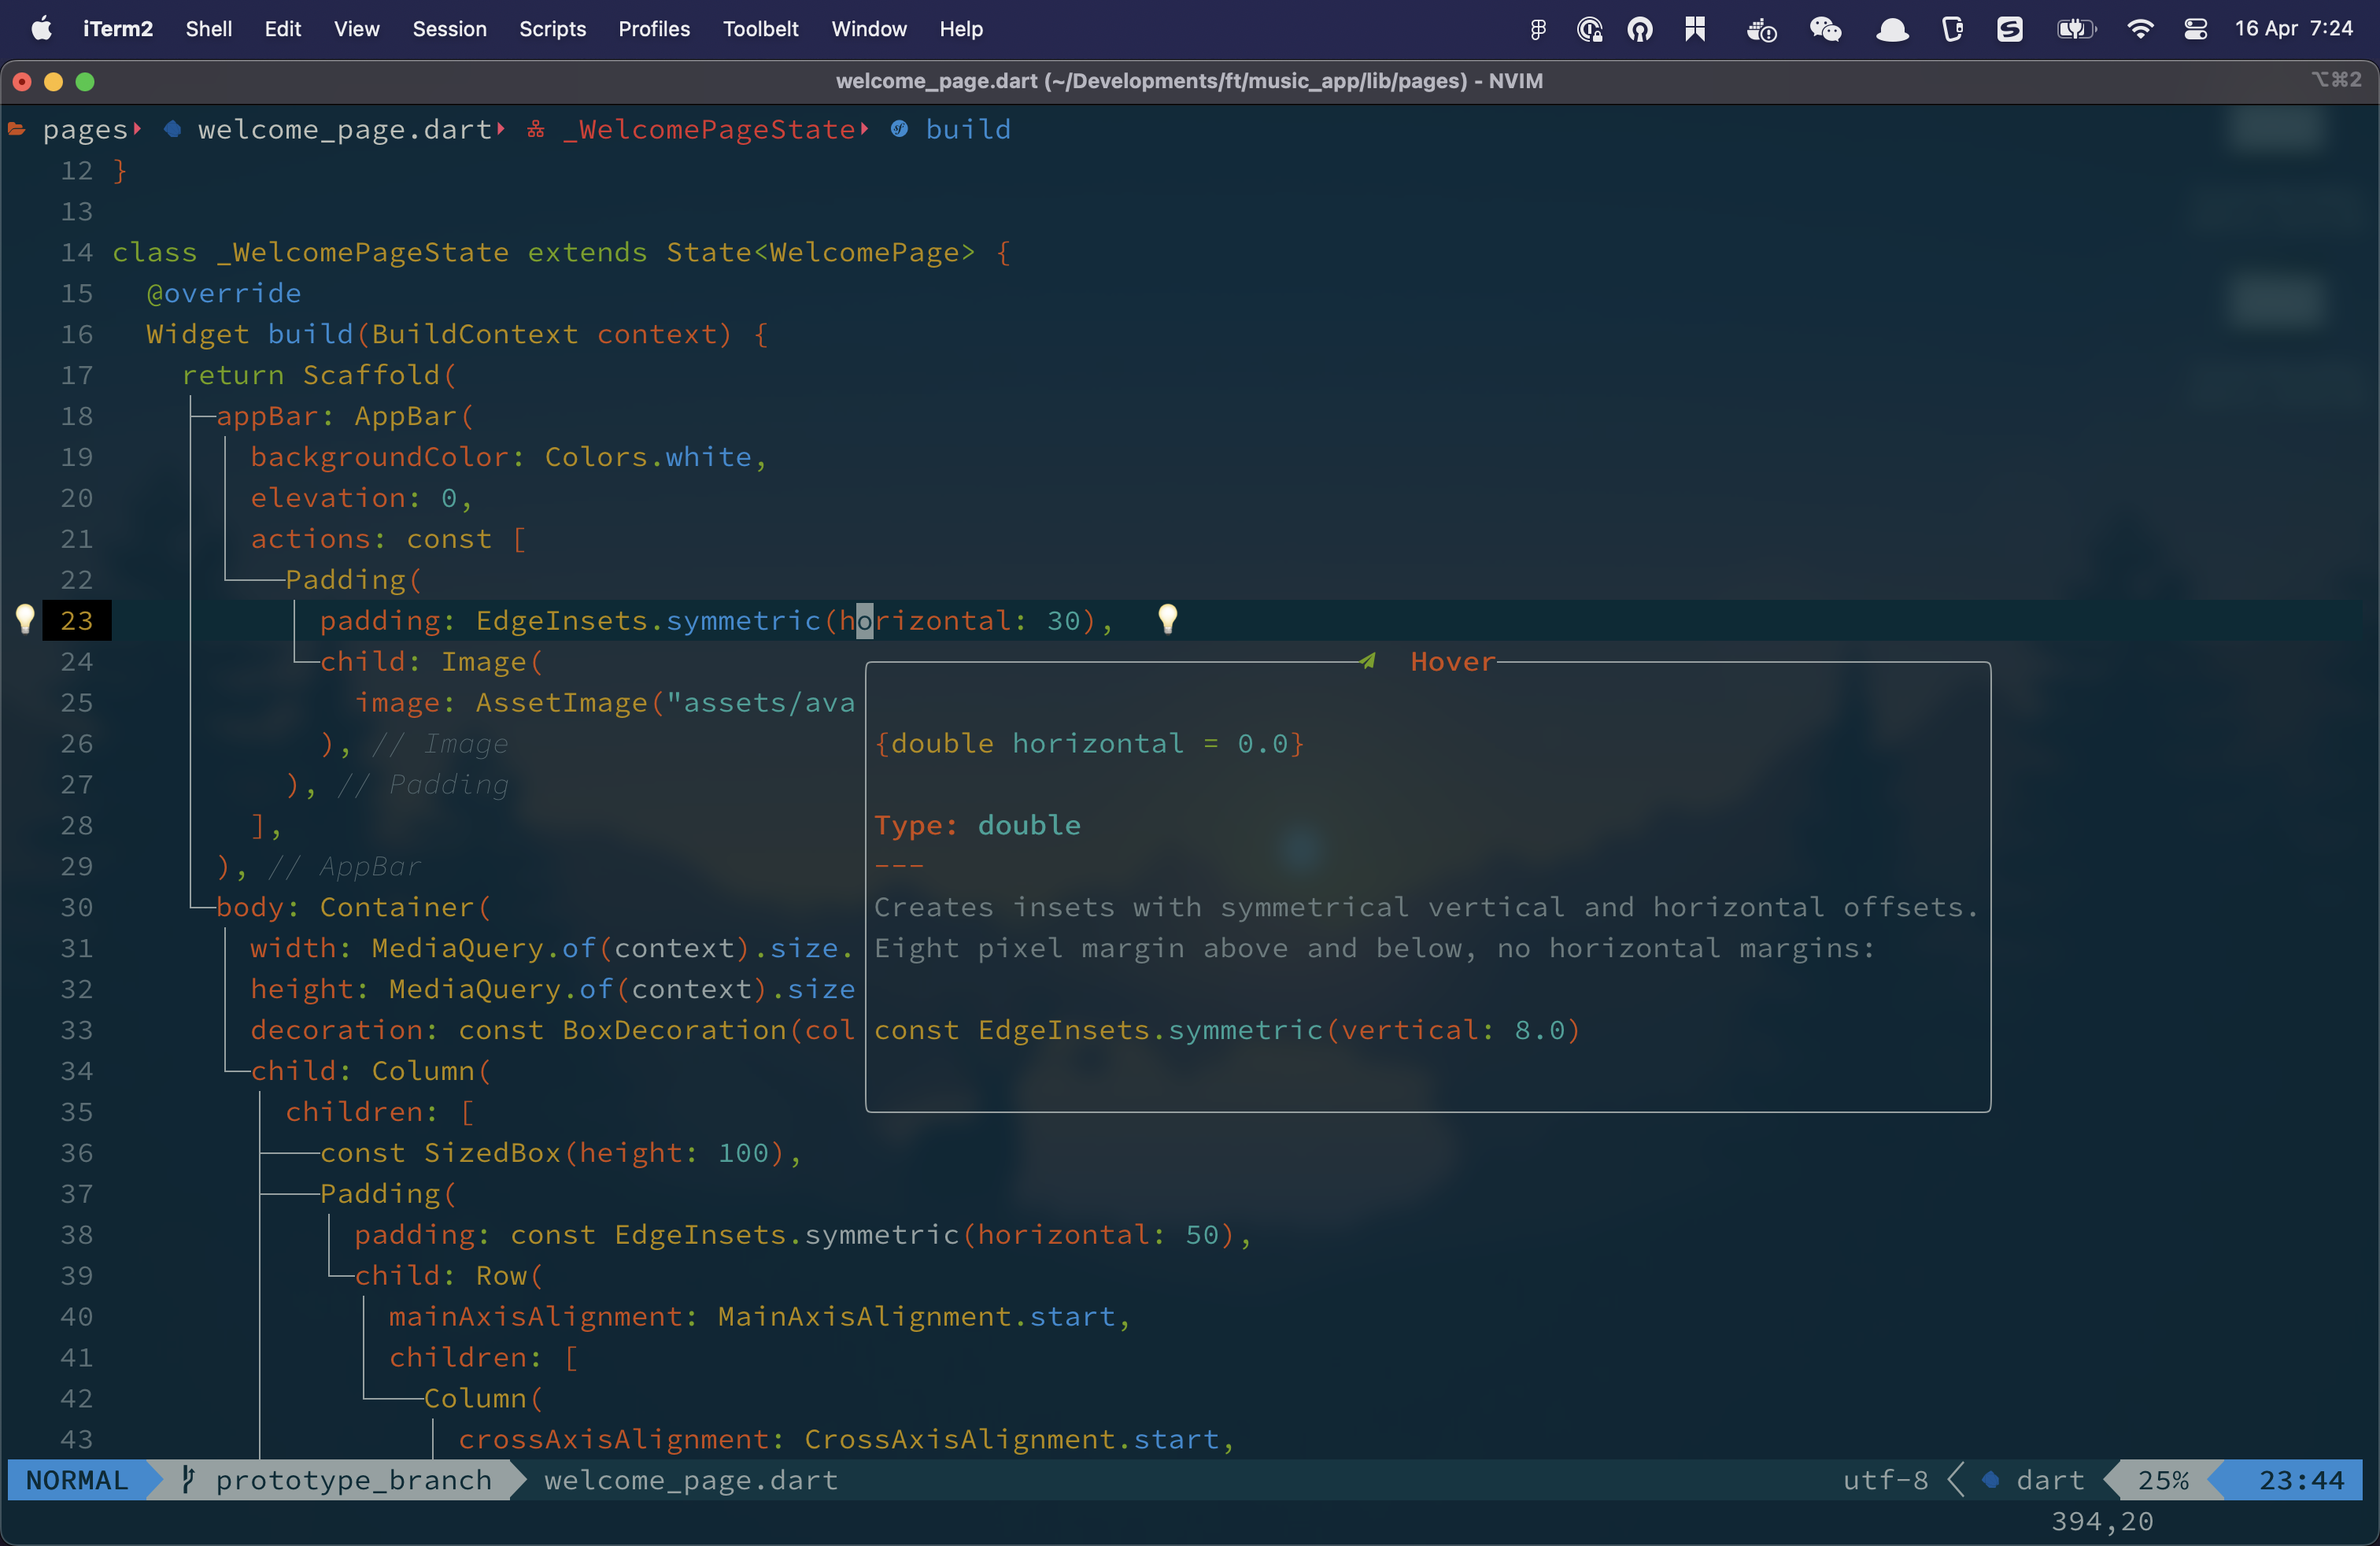 iTerm2 Shell Edit View Session Scripts Profiles Toolbelt Window Help 16 Apr 7:24
welcome_page.dart (~/Developments/ft/music_app/lib/pages) - NVIM ⌥⌘2
pages welcome_page.dart _WelcomePageState build
12 }
13
14 class _WelcomePageState extends State<WelcomePage> {
15 @override
16 Widget build(BuildContext context) {
17 return Scaffold(
18 appBar: AppBar(
19 backgroundColor: Colors.white,
20 elevation: 0,
21 actions: const [
22 Padding(
23 padding: EdgeInsets.symmetric(horizontal: 30),
24 child: Image(
25 image: AssetImage("assets/ava
26 ), // Image
27 ), // Padding
28 ],
29 ), // AppBar
30 body: Container(
31 width: MediaQuery.of(context).size.
32 height: MediaQuery.of(context).size
33 decoration: const BoxDecoration(col
34 child: Column(
35 children: [
36 const SizedBox(height: 100),
37 Padding(
38 padding: const EdgeInsets.symmetric(horizontal: 50),
39 child: Row(
40 mainAxisAlignment: MainAxisAlignment.start,
41 children: [
42 Column(
43 crossAxisAlignment: CrossAxisAlignment.start,
Hover
{double horizontal = 0.0}
Type: double
---
Creates insets with symmetrical vertical and horizontal offsets.
Eight pixel margin above and below, no horizontal margins:
const EdgeInsets.symmetric(vertical: 8.0)
NORMAL prototype_branch welcome_page.dart utf-8 dart 25% 23:44
394,20